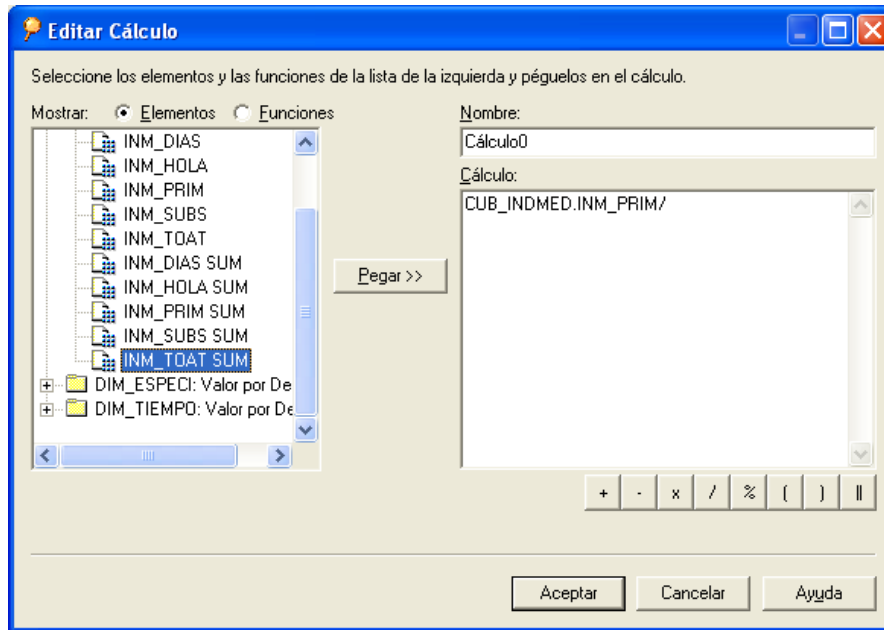 Editar Cálculo
Seleccione los elementos y las funciones de la lista de la izquierda y péguelos en el cálculo.
Mostrar: Elementos Funciones
INM_DIAS
INM_HOLA
INM_PRIM
INM_SUBS
INM_TOAT
INM_DIAS SUM
INM_HOLA SUM
INM_PRIM SUM
INM_SUBS SUM
INM_TOAT SUM
DIM_ESPECI: Valor por De
DIM_TIEMPO: Valor por De
Pegar >>
Nombre:
Cálculo0
Cálculo:
CUB_INDMED.INM_PRIM/
+ - x / % ( ) ||
Aceptar Cancelar Ayuda